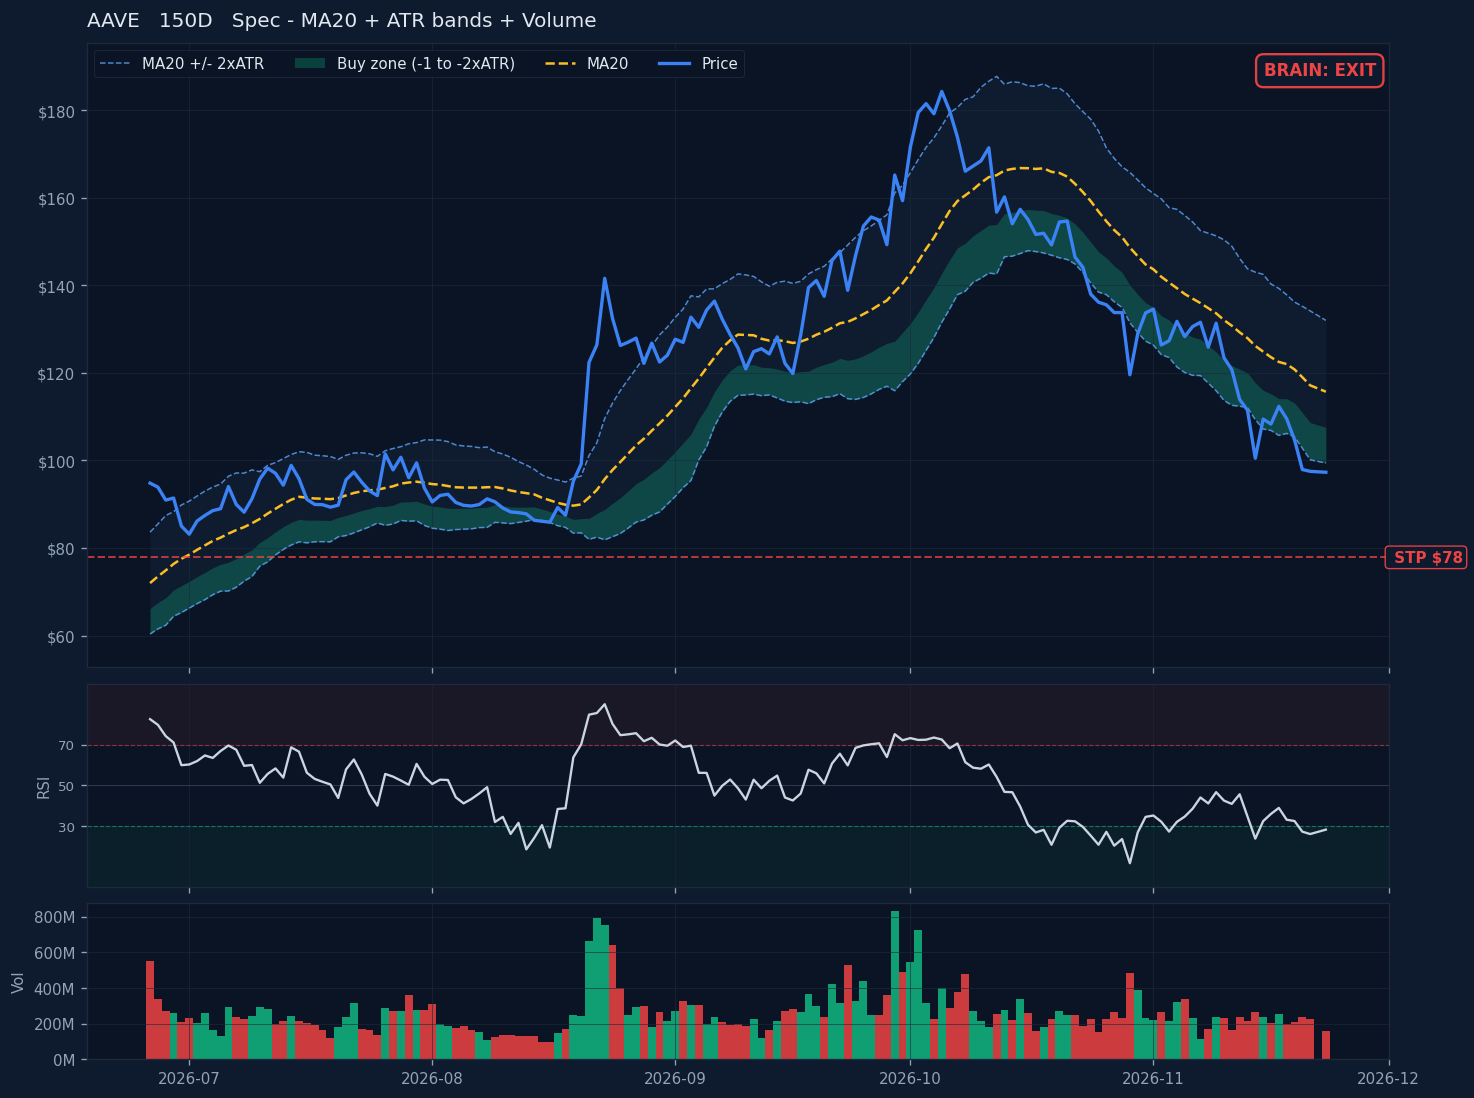 AAVE   150D   Spec - MA20 + ATR bands + Volume
MA20 +/- 2xATR   Buy zone (-1 to -2xATR)   MA20   Price
BRAIN: EXIT
$180
$160
$140
$120
$100
$80
$60
STP $78
RSI
70
50
30
Vol
800M
600M
400M
200M
0M
2026-07   2026-08   2026-09   2026-10   2026-11   2026-12